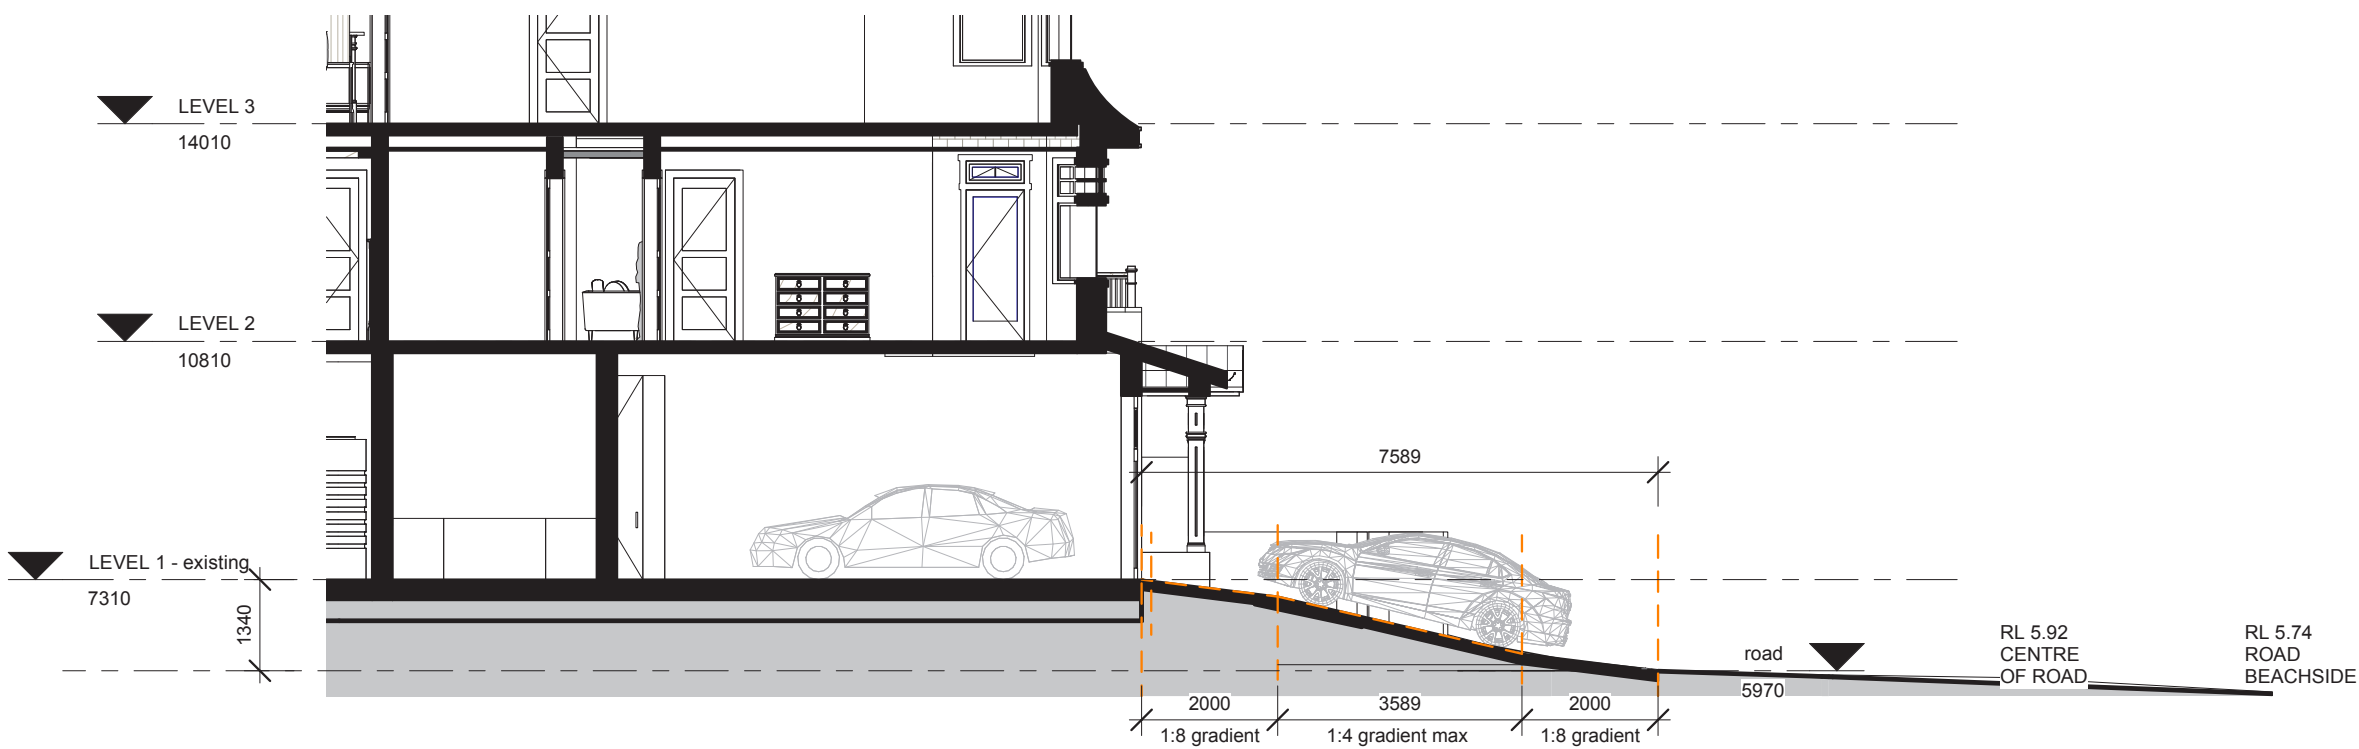 LEVEL 3
14010
LEVEL 2
10810
7589
LEVEL 1 - existing
7310
1340
road
5970
RL 5.92
CENTRE
OF ROAD
RL 5.74
ROAD
BEACHSIDE
2000
3589
2000
1:8 gradient
1:4 gradient max
1:8 gradient